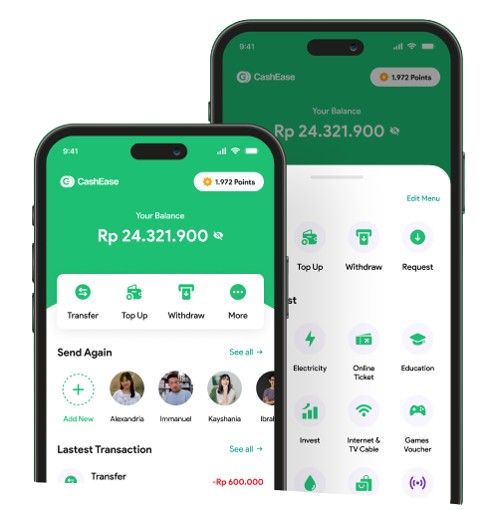 9:41
CashEase
1.972 Points
Your Balance
Rp 24.321.900
Transfer
Top Up
Withdraw
More
Send Again
See all →
Add New
Alexandria
Immanuel
Kayshania
Lastest Transaction
See all →
Transfer
-Rp 600.000
9:41
CashEase
1.972 Points
Your Balance
Rp 24.321.900
Edit Menu
Top Up
Withdraw
Request
Electricity
Online
Ticket
Education
Invest
Internet &
TV Cable
Games
Voucher